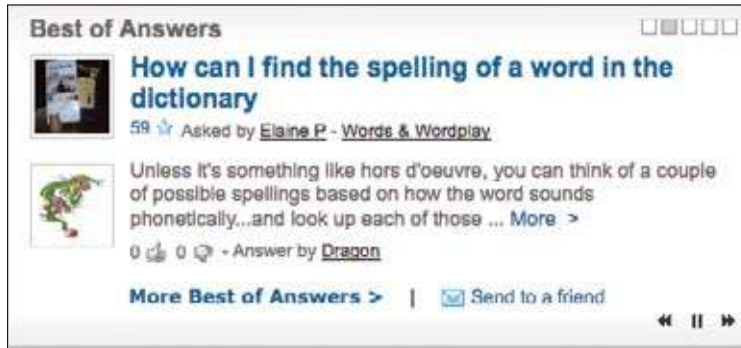 Best of Answers
How can I find the spelling of a word in the
dictionary
59 Asked by Elaine P - Words & Wordplay
Unless it's something like hors d'oeuvre, you can think of a couple
of possible spellings based on how the word sounds
phonetically...and look up each of those ... More >
0 0 - Answer by Dragon
More Best of Answers > | Send to a friend